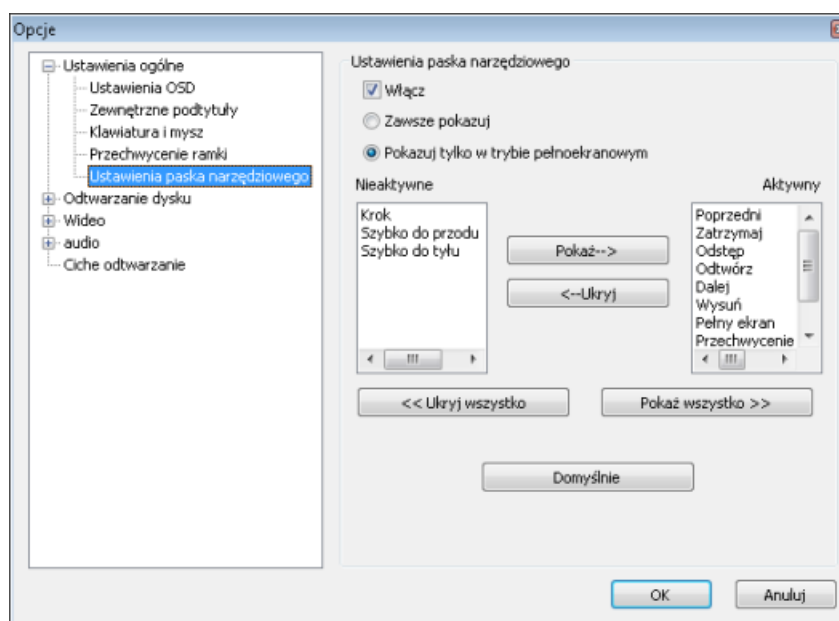 Opcje
Ustawienia ogólne
Ustawienia OSD
Zewnętrzne podtytuły
Klawiatura i mysz
Przechwycenie ramki
Ustawienia paska narzędziowego
Odtwarzanie dysku
Wideo
audio
Ciche odtwarzanie
Ustawienia paska narzędziowego
Włącz
Zawsze pokazuj
Pokazuj tylko w trybie pełnoekranowym
Nieaktywne
Aktywny
Krok
Szybko do przodu
Szybko do tyłu
Pokaż-->
<--Ukryj
Poprzedni
Zatrzymaj
Odstęp
Odtwórz
Dalej
Wysuń
Pełny ekran
Przechwycenie
<< Ukryj wszystko
Pokaż wszystko >>
Domyślnie
OK
Anuluj